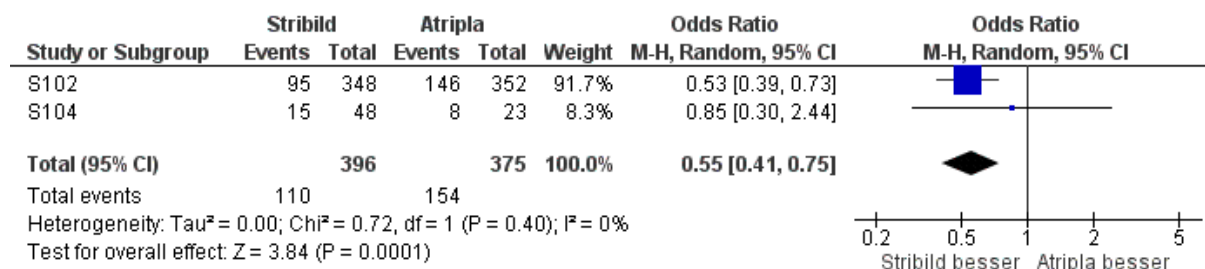 Stribild Atripla Odds Ratio Odds Ratio
Study or Subgroup Events Total Events Total Weight M-H, Random, 95% CI M-H, Random, 95% CI
S102 95 348 146 352 91.7% 0.53 [0.39, 0.73]
S104 15 48 8 23 8.3% 0.85 [0.30, 2.44]
Total (95% CI) 396 375 100.0% 0.55 [0.41, 0.75]
Total events 110 154
Heterogeneity: Tau² = 0.00; Chi² = 0.72, df = 1 (P = 0.40); I² = 0%
Test for overall effect: Z = 3.84 (P = 0.0001)
0.2 0.5 1 2 5
Stribild besser Atripla besser